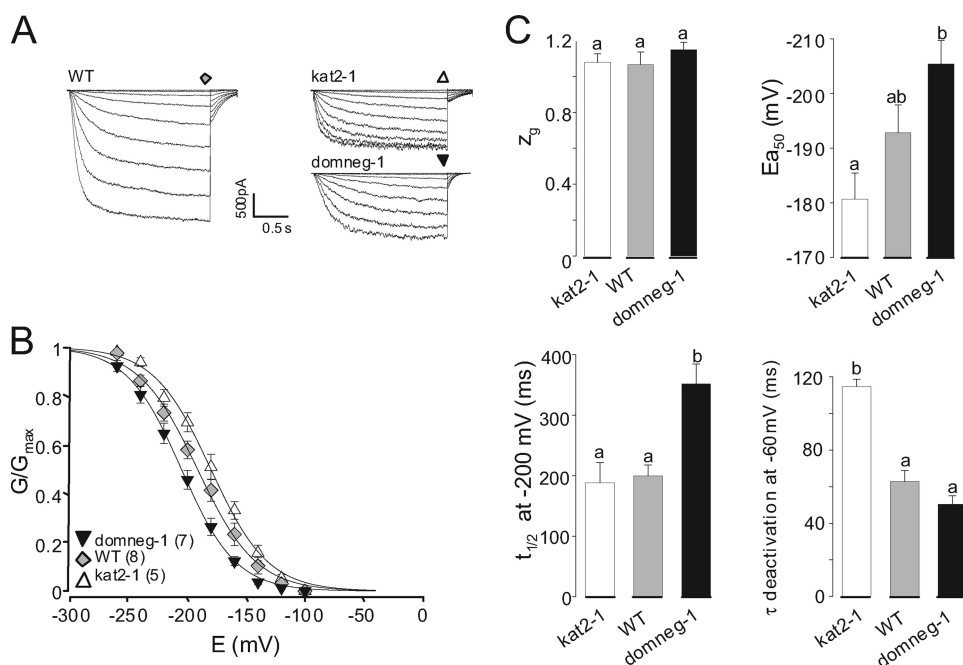 A
WT
kat2-1
domneg-1
500pA
0.5 s
B
G/Gmax
1
0.8
0.6
0.4
0.2
0
domneg-1 (7)
WT (8)
kat2-1 (5)
-300 -200 -100 0
E (mV)
C
zg
1.2
0.8
0.4
0
a a a
kat2-1 WT domneg-1
Ea50 (mV)
-210
-200
-190
-180
-170
a ab b
kat2-1 WT domneg-1
t1/2 at -200 mV (ms)
400
300
200
100
0
a a b
kat2-1 WT domneg-1
τ deactivation at -60mV (ms)
120
80
40
0
b a a
kat2-1 WT domneg-1